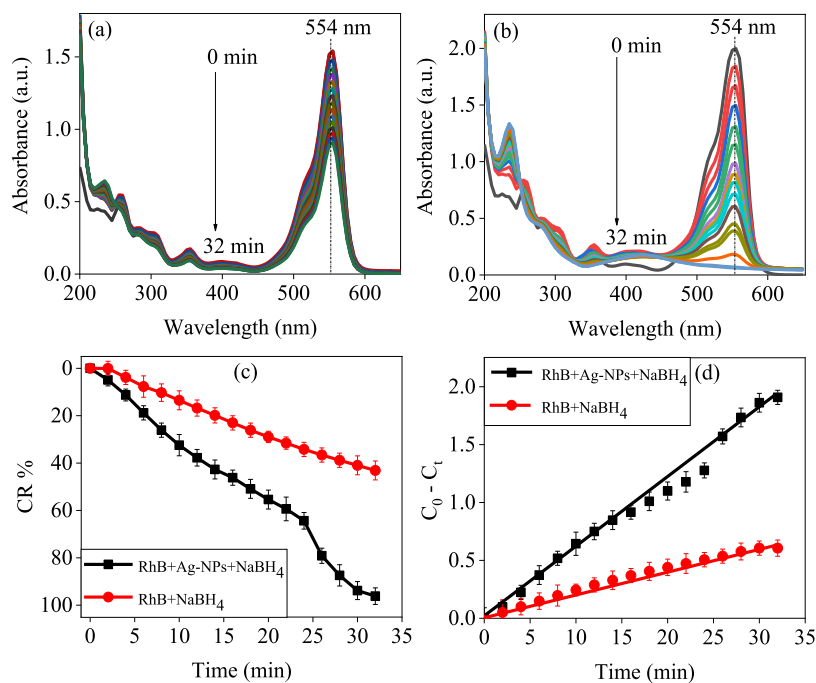 (a)
554 nm
0 min
32 min
Absorbance (a.u.)
1.5
1.0
0.5
0.0
200 300 400 500 600
Wavelength (nm)
(b)
554 nm
0 min
32 min
Absorbance (a.u.)
2.0
1.5
1.0
0.5
0.0
200 300 400 500 600
Wavelength (nm)
(c)
CR %
0
20
40
60
80
100
RhB+Ag-NPs+NaBH4
RhB+NaBH4
0 5 10 15 20 25 30 35
Time (min)
(d)
RhB+Ag-NPs+NaBH4
RhB+NaBH4
C0 - Ct
2.0
1.5
1.0
0.5
0.0
0 5 10 15 20 25 30 35
Time (min)